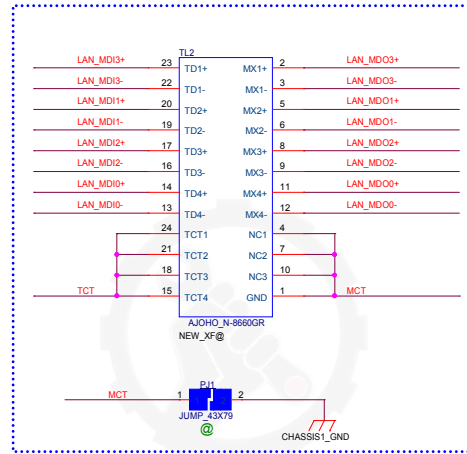 TL2
LAN_MDI3+ 23 TD1+ MX1+ 2 LAN_MDO3+
LAN_MDI3- 22 TD1- MX1- 3 LAN_MDO3-
LAN_MDI1+ 20 TD2+ MX2+ 5 LAN_MDO1+
LAN_MDI1- 19 TD2- MX2- 6 LAN_MDO1-
LAN_MDI2+ 17 TD3+ MX3+ 8 LAN_MDO2+
LAN_MDI2- 16 TD3- MX3- 9 LAN_MDO2-
LAN_MDI0+ 14 TD4+ MX4+ 11 LAN_MDO0+
LAN_MDI0- 13 TD4- MX4- 12 LAN_MDO0-
24 TCT1 NC1 4
21 TCT2 NC2 7
18 TCT3 NC3 10
TCT 15 TCT4 GND 1 MCT
AJOHO_N-8660GR
NEW_XF@
PJ1
MCT 1 2
JUMP_43X79
@
CHASSIS1_GND